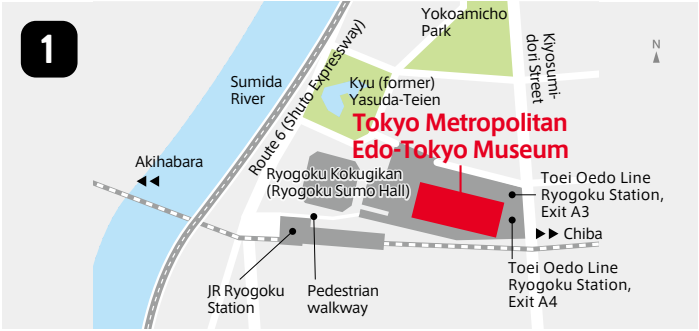 1
Yokoamicho
Park
Kiyosumi-
dori Street
N
Sumida
River
Route 6 (Shuto Expressway)
Kyu (former)
Yasuda-Teien
Tokyo Metropolitan
Edo-Tokyo Museum
Akihabara
Ryogoku Kokugikan
(Ryogoku Sumo Hall)
Toei Oedo Line
Ryogoku Station,
Exit A3
Chiba
Toei Oedo Line
Ryogoku Station,
Exit A4
JR Ryogoku
Station
Pedestrian
walkway